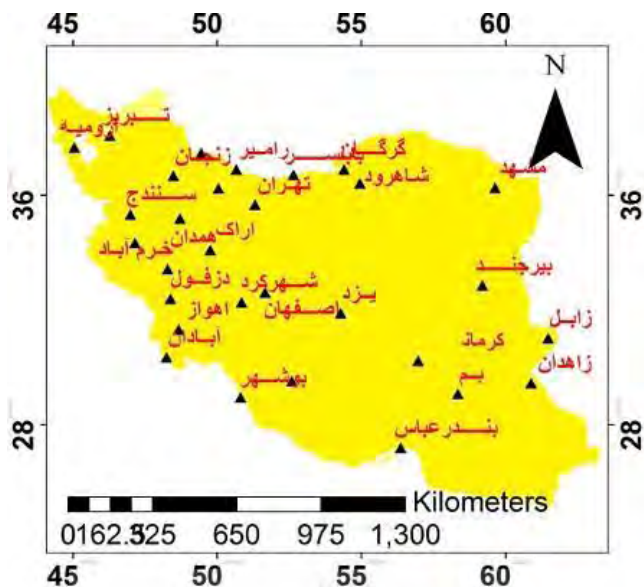 45 50 55 60
N
تبریز
ارومیه
زنجان
رامیر
بابلسر
گرگان
شاهرود
مشهد
تهران
36 36
سنندج
اراک
همدان
خرم آباد
بیرجند
دزفول
شهرکرد
اصفهان
یزد
اهواز
آبادان
زابل
کرمان
زاهدان
بم
بوشهر
28 28
بندرعباس
Kilometers
0 162.5 325 650 975 1,300
45 50 55 60